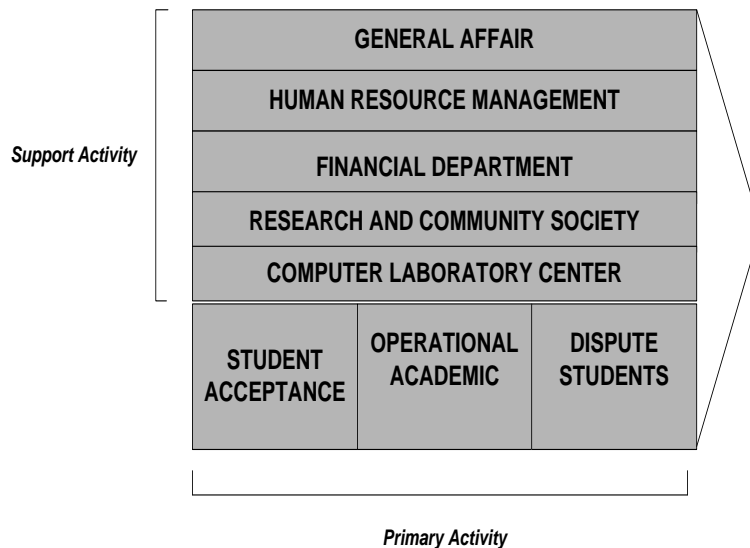 GENERAL AFFAIR
HUMAN RESOURCE MANAGEMENT
Support Activity
FINANCIAL DEPARTMENT
RESEARCH AND COMMUNITY SOCIETY
COMPUTER LABORATORY CENTER
STUDENT
ACCEPTANCE
OPERATIONAL
ACADEMIC
DISPUTE
STUDENTS
Primary Activity